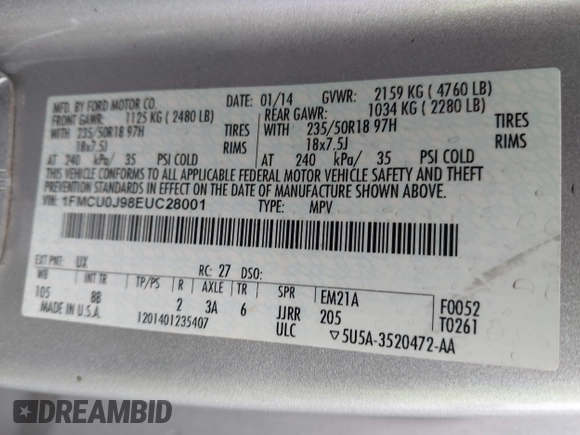 MFD. BY FORD MOTOR CO.
DATE: 01/14 GVWR: 2159 KG ( 4760 LB)
FRONT GAWR: 1125 KG ( 2480 LB) REAR GAWR: 1034 KG ( 2280 LB)
WITH 235/50R18 97H TIRES WITH 235/50R18 97H TIRES
18x7.5J RIMS 18x7.5J RIMS
AT 240 kPa/ 35 PSI COLD AT 240 kPa/ 35 PSI COLD
THIS VEHICLE CONFORMS TO ALL APPLICABLE FEDERAL MOTOR VEHICLE SAFETY AND THEFT
PREVENTION STANDARDS IN EFFECT ON THE DATE OF MANUFACTURE SHOWN ABOVE.
VIN: 1FMCU0J98EUC28001 TYPE: MPV
EXT PNT: UX RC: 27 DSO:
WB INT TR TP/PS R AXLE TR SPR EM21A F0052
105 8B 2 3A 6 JJRR 205 T0261
MADE IN U.S.A. 1201401235407 ULC ▽5U5A-3520472-AA
DREAMBID